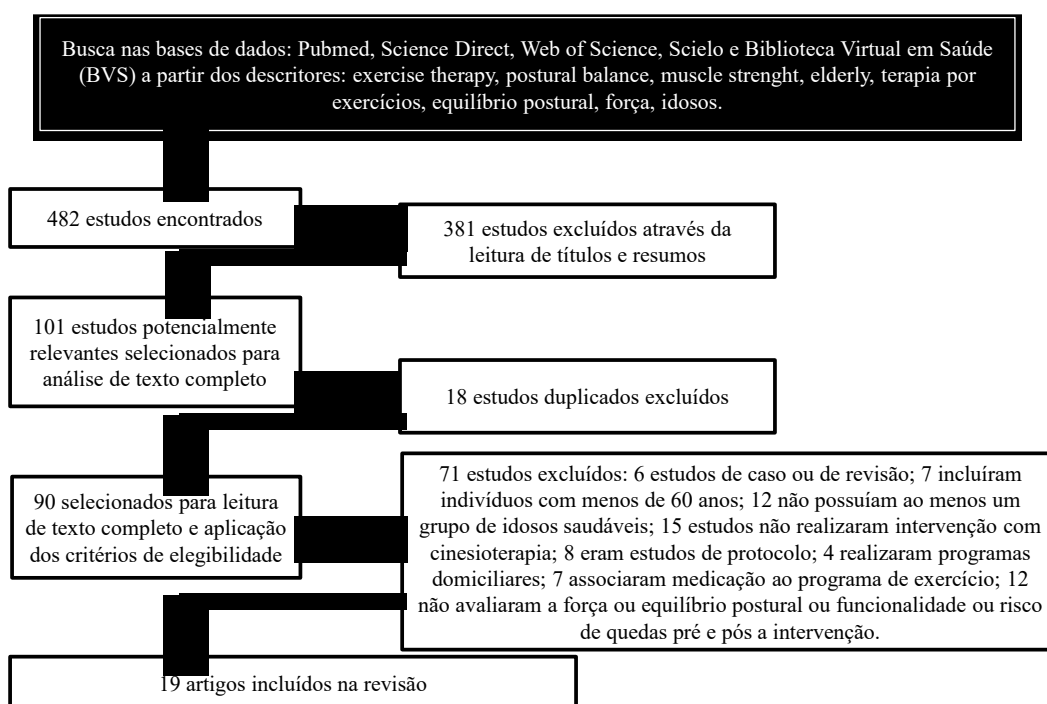 Busca nas bases de dados: Pubmed, Science Direct, Web of Science, Scielo e Biblioteca Virtual em Saúde
(BVS) a partir dos descritores: exercise therapy, postural balance, muscle strenght, elderly, terapia por
exercícios, equilíbrio postural, força, idosos.
482 estudos encontrados
381 estudos excluídos através da
leitura de títulos e resumos
101 estudos potencialmente
relevantes selecionados para
análise de texto completo
18 estudos duplicados excluídos
90 selecionados para leitura
de texto completo e aplicação
dos critérios de elegibilidade
71 estudos excluídos: 6 estudos de caso ou de revisão; 7 incluíram
indivíduos com menos de 60 anos; 12 não possuíam ao menos um
grupo de idosos saudáveis; 15 estudos não realizaram intervenção com
cinesioterapia; 8 eram estudos de protocolo; 4 realizaram programas
domiciliares; 7 associaram medicação ao programa de exercício; 12
não avaliaram a força ou equilíbrio postural ou funcionalidade ou risco
de quedas pré e pós a intervenção.
19 artigos incluídos na revisão